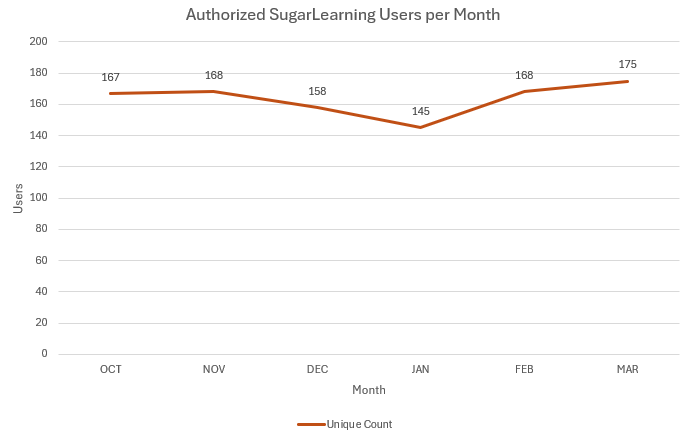 Authorized SugarLearning Users per Month
200
180
160
140
120
100
80
60
40
20
0
Users
167
168
158
145
168
175
OCT
NOV
DEC
JAN
FEB
MAR
Month
Unique Count